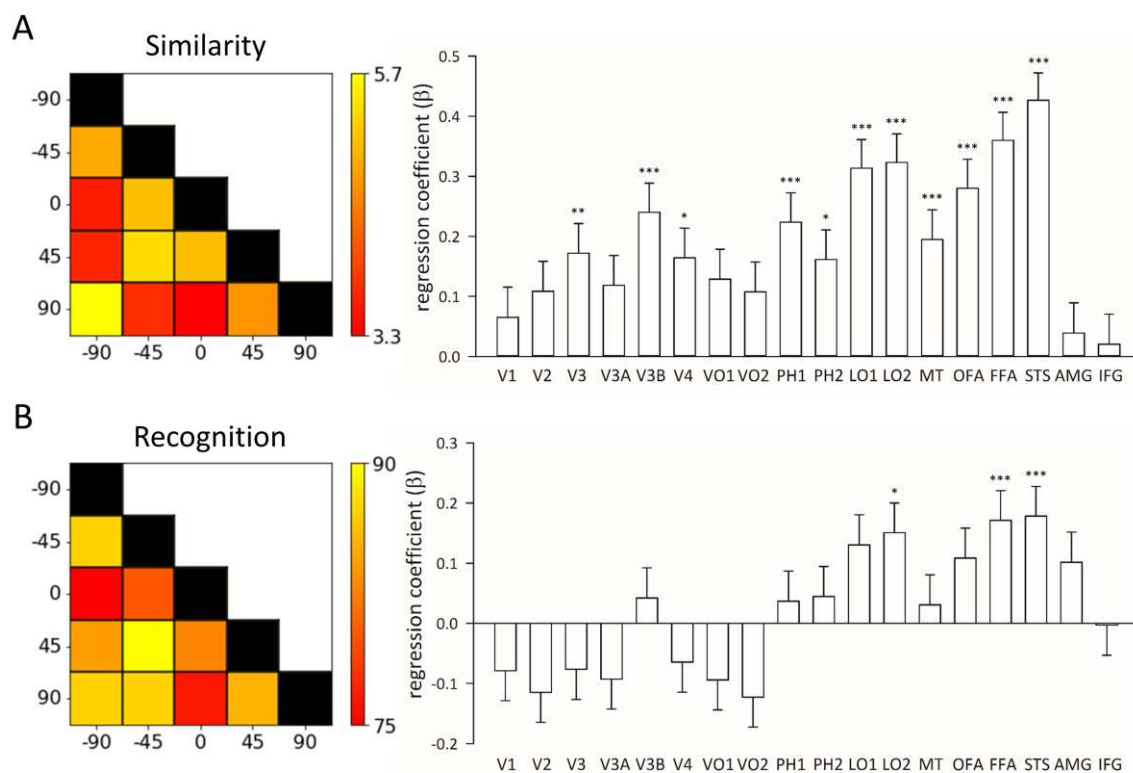 A
Similarity
-90
-45
0
45
90
-90 -45 0 45 90
5.7
3.3
regression coefficient (β)
0.5
0.4
0.3
0.2
0.1
0.0
** *** * *** * *** *** *** *** *** ***
V1 V2 V3 V3A V3B V4 VO1 VO2 PH1 PH2 LO1 LO2 MT OFA FFA STS AMG IFG
B
Recognition
-90
-45
0
45
90
-90 -45 0 45 90
90
75
regression coefficient (β)
0.3
0.2
0.1
0.0
-0.1
-0.2
* *** ***
V1 V2 V3 V3A V3B V4 VO1 VO2 PH1 PH2 LO1 LO2 MT OFA FFA STS AMG IFG